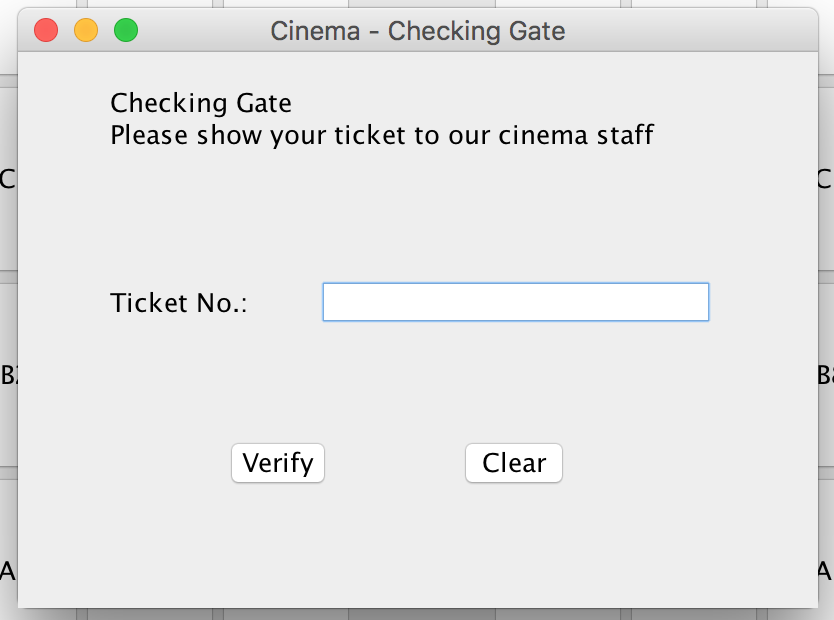 Cinema - Checking Gate
Checking Gate
Please show your ticket to our cinema staff
Ticket No.:
Verify
Clear